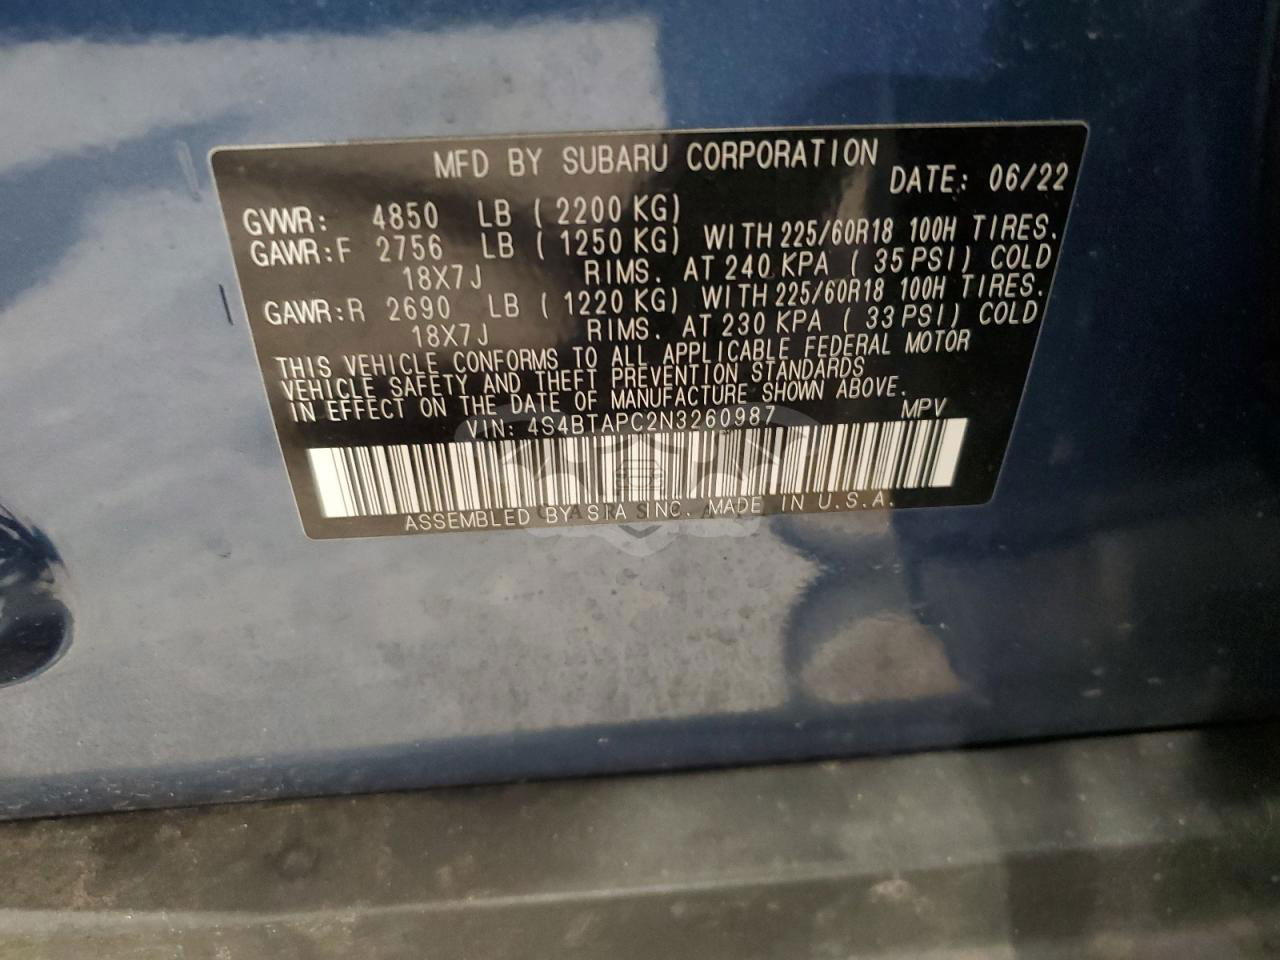 MFD BY SUBARU CORPORATION
DATE: 06/22
GVWR: 4850 LB ( 2200 KG)
GAWR:F 2756 LB ( 1250 KG) WITH 225/60R18 100H TIRES.
18X7J RIMS. AT 240 KPA ( 35 PSI) COLD
GAWR:R 2690 LB ( 1220 KG) WITH 225/60R18 100H TIRES.
18X7J RIMS. AT 230 KPA ( 33 PSI) COLD
THIS VEHICLE CONFORMS TO ALL APPLICABLE FEDERAL MOTOR
VEHICLE SAFETY AND THEFT PREVENTION STANDARDS
IN EFFECT ON THE DATE OF MANUFACTURE SHOWN ABOVE.
VIN: 4S4BTAPC2N3260987 MPV
ASSEMBLED BY SIA INC. MADE IN U.S.A.